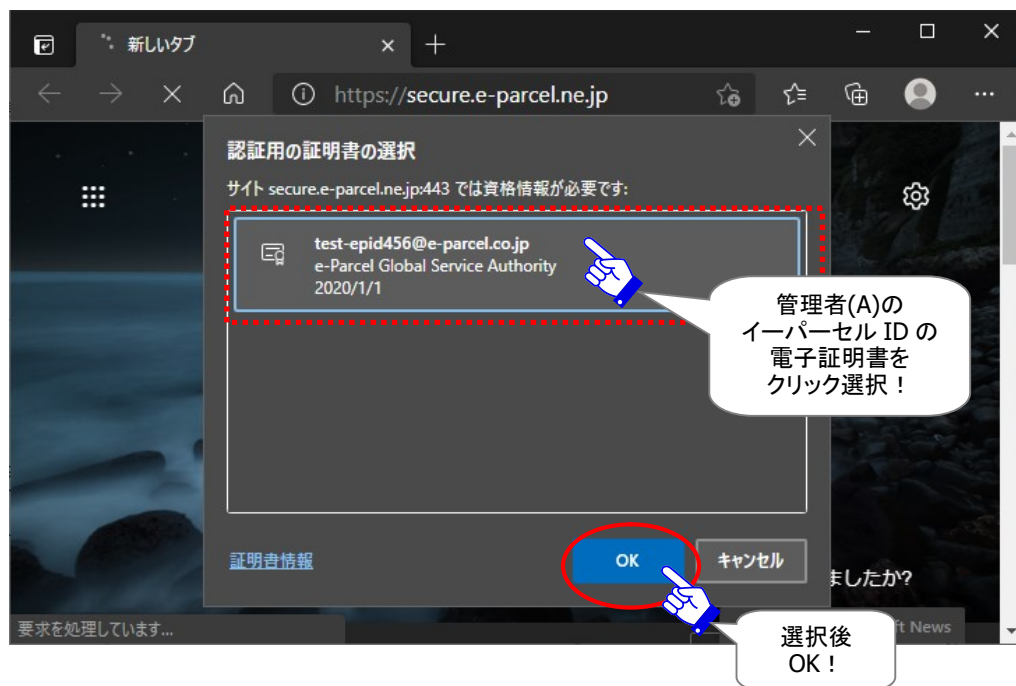 新しいタブ
https://secure.e-parcel.ne.jp
認証用の証明書の選択
サイト secure.e-parcel.ne.jp:443 では資格情報が必要です:
test-epid456@e-parcel.co.jp
e-Parcel Global Service Authority
2020/1/1
管理者(A)の
イーパーセル ID の
電子証明書を
クリック選択！
証明書情報
OK
キャンセル
ましたか?
要求を処理しています...
ft News
選択後
OK！